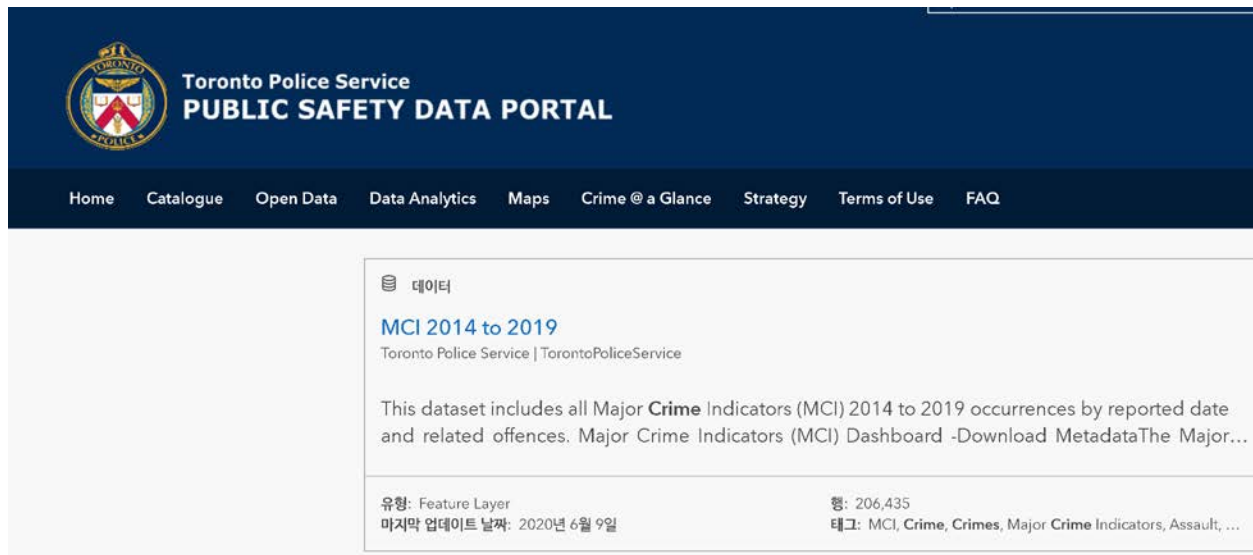 TORONTO
POLICE
Toronto Police Service
PUBLIC SAFETY DATA PORTAL
Home Catalogue Open Data Data Analytics Maps Crime @ a Glance Strategy Terms of Use FAQ
데이터
MCI 2014 to 2019
Toronto Police Service | TorontoPoliceService
This dataset includes all Major Crime Indicators (MCI) 2014 to 2019 occurrences by reported date
and related offences. Major Crime Indicators (MCI) Dashboard -Download MetadataThe Major...
유형: Feature Layer 행: 206,435
마지막 업데이트 날짜: 2020년 6월 9일 태그: MCI, Crime, Crimes, Major Crime Indicators, Assault, ...